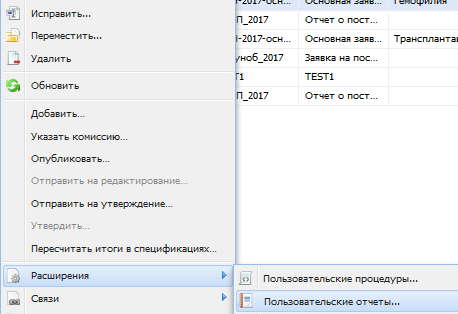 Исправить...
Переместить...
Удалить
Обновить
Добавить...
Указать комиссию...
Опубликовать...
Отправить на редактирование...
Отправить на утверждение...
Утвердить...
Пересчитать итоги в спецификациях...
Расширения
Связи
Пользовательские процедуры...
Пользовательские отчеты...
-2017-осн... Основная заяв... Гемофилия
П_2017 Отчет о пост...
-2017-осн... Основная заяв... Трансплантац
уноб_2017 Заявка на пос...
Т1 TEST1
П_2017 Отчет о пост...